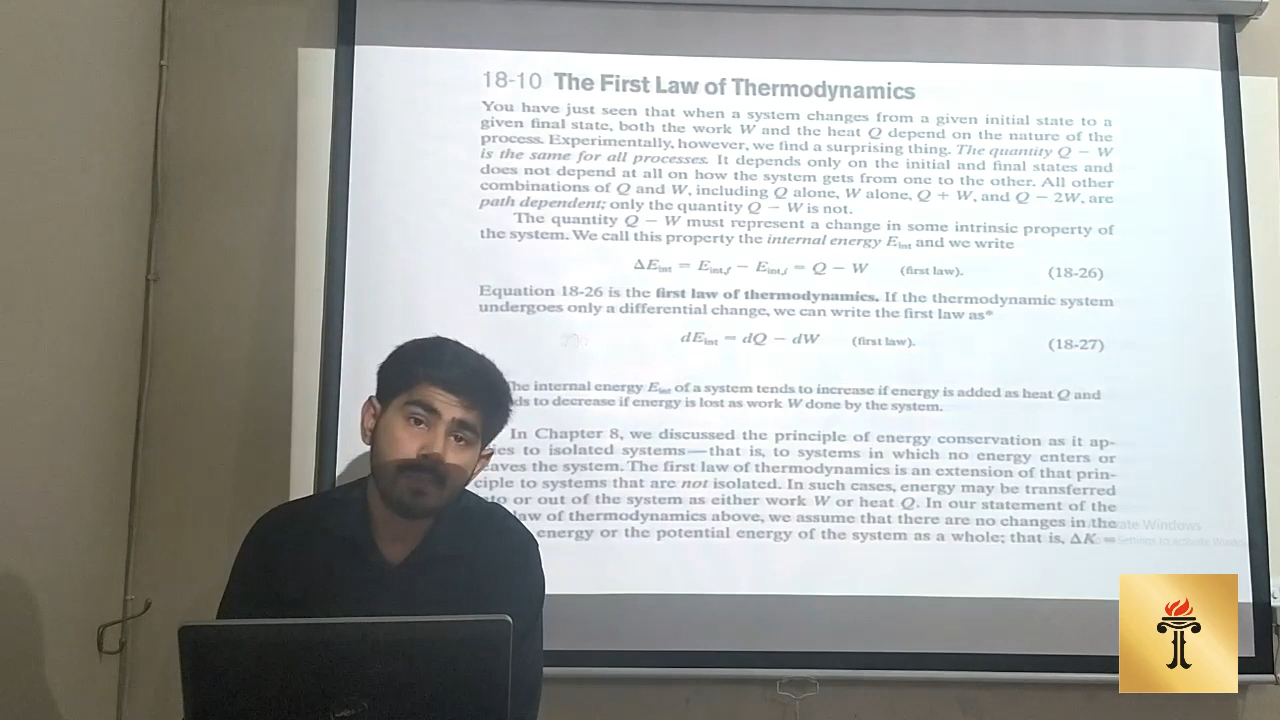 18-10 The First Law of Thermodynamics
You have just seen that when a system changes from a given initial state to a
given final state, both the work W and the heat Q depend on the nature of the
process. Experimentally, however, we find a surprising thing. The quantity Q − W
is the same for all processes. It depends only on the initial and final states and
does not depend at all on how the system gets from one to the other. All other
combinations of Q and W, including Q alone, W alone, Q + W, and Q − 2W, are
path dependent; only the quantity Q − W is not.
The quantity Q − W must represent a change in some intrinsic property of
the system. We call this property the internal energy Eint and we write
ΔEint = Eint,f − Eint,i = Q − W (first law). (18-26)
Equation 18-26 is the first law of thermodynamics. If the thermodynamic system
undergoes only a differential change, we can write the first law as*
dEint = dQ − dW (first law). (18-27)
he internal energy Eint of a system tends to increase if energy is added as heat Q and
ds to decrease if energy is lost as work W done by the system.
In Chapter 8, we discussed the principle of energy conservation as it ap-
ies to isolated systems—that is, to systems in which no energy enters or
aves the system. The first law of thermodynamics is an extension of that prin-
ciple to systems that are not isolated. In such cases, energy may be transferred
to or out of the system as either work W or heat Q. In our statement of the
law of thermodynamics above, we assume that there are no changes in the
energy or the potential energy of the system as a whole; that is, ΔK =
ate Windows
Settings to activate